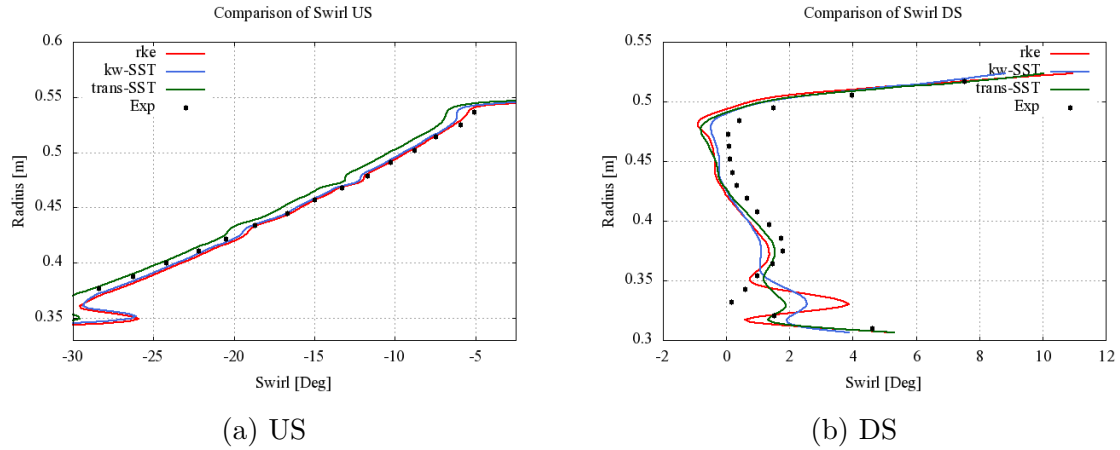 Comparison of Swirl US
0.6
0.55
0.5
0.45
0.4
0.35
Radius [m]
rke
kw-SST
trans-SST
Exp
-30 -25 -20 -15 -10 -5
Swirl [Deg]
(a) US
Comparison of Swirl DS
0.55
0.5
0.45
0.4
0.35
0.3
Radius [m]
rke
kw-SST
trans-SST
Exp
-2 0 2 4 6 8 10 12
Swirl [Deg]
(b) DS